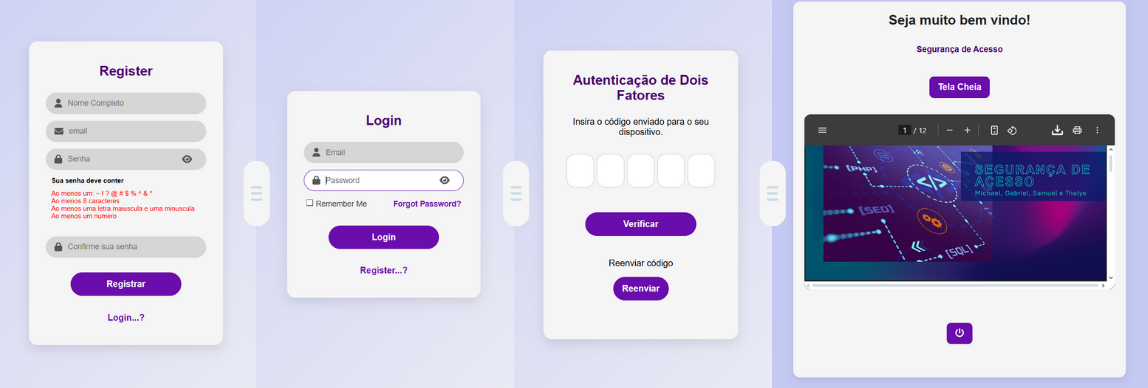 Register
Nome Completo
email
Senha
Sua senha deve conter
Ao menos um: ~ ! ? @ # $ % ^ & *
Ao menos 8 caracteres
Ao menos uma letra maiuscula e uma minuscula
Ao menos um numero
Confirme sua senha
Registrar
Login...?
Login
Email
Password
Remember Me
Forgot Password?
Login
Register...?
Autenticação de Dois
Fatores
Insira o código enviado para o seu
dispositivo.
Verificar
Reenviar código
Reenviar
Seja muito bem vindo!
Segurança de Acesso
Tela Cheia
1 / 12
[PHP]
</>
[SEO]
[SQL]
SEGURANÇA DE
ACESSO
Michael, Gabriel, Samuel e Thalys